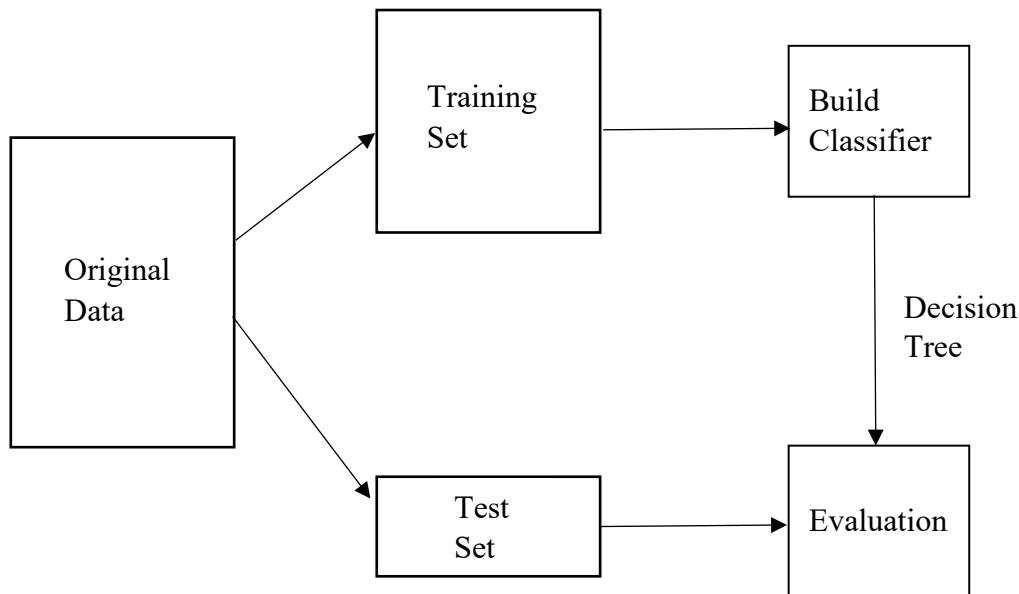 Original
Data
Training
Set
Build
Classifier
Decision
Tree
Test
Set
Evaluation